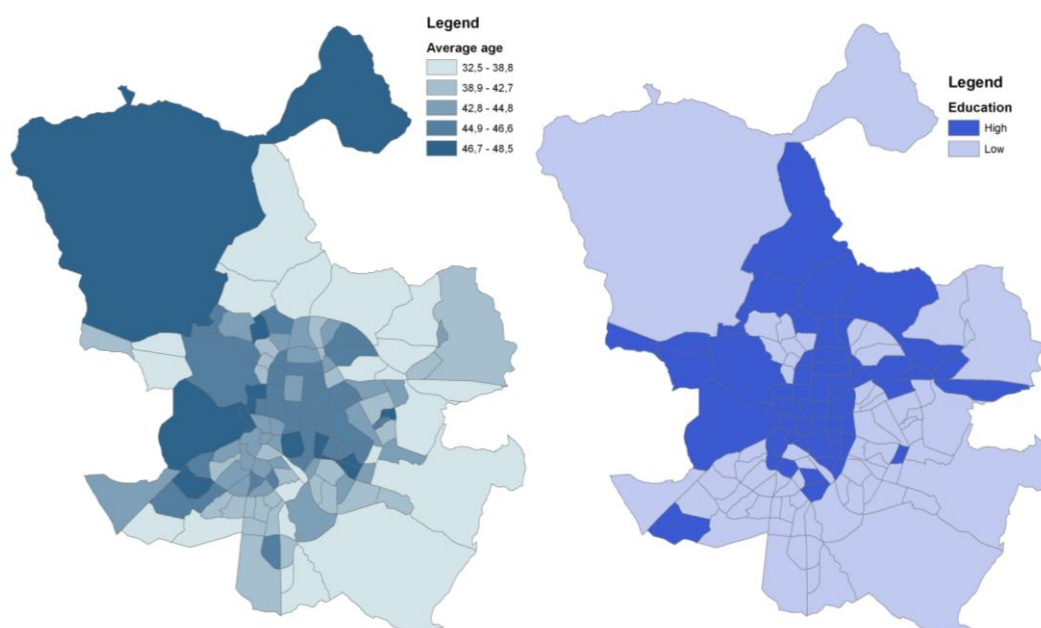 Legend
Average age
32,5 - 38,8
38,9 - 42,7
42,8 - 44,8
44,9 - 46,6
46,7 - 48,5
Legend
Education
High
Low